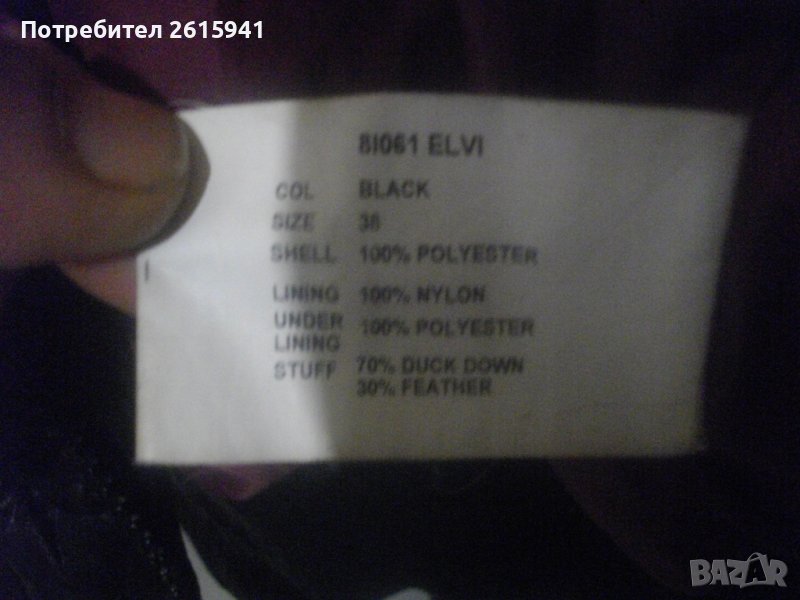 Потребител 2615941
8I061 ELVI
COL BLACK
SIZE 38
SHELL 100% POLYESTER
LINING 100% NYLON
UNDER LINING 100% POLYESTER
STUFF 70% DUCK DOWN
30% FEATHER
BAZAR